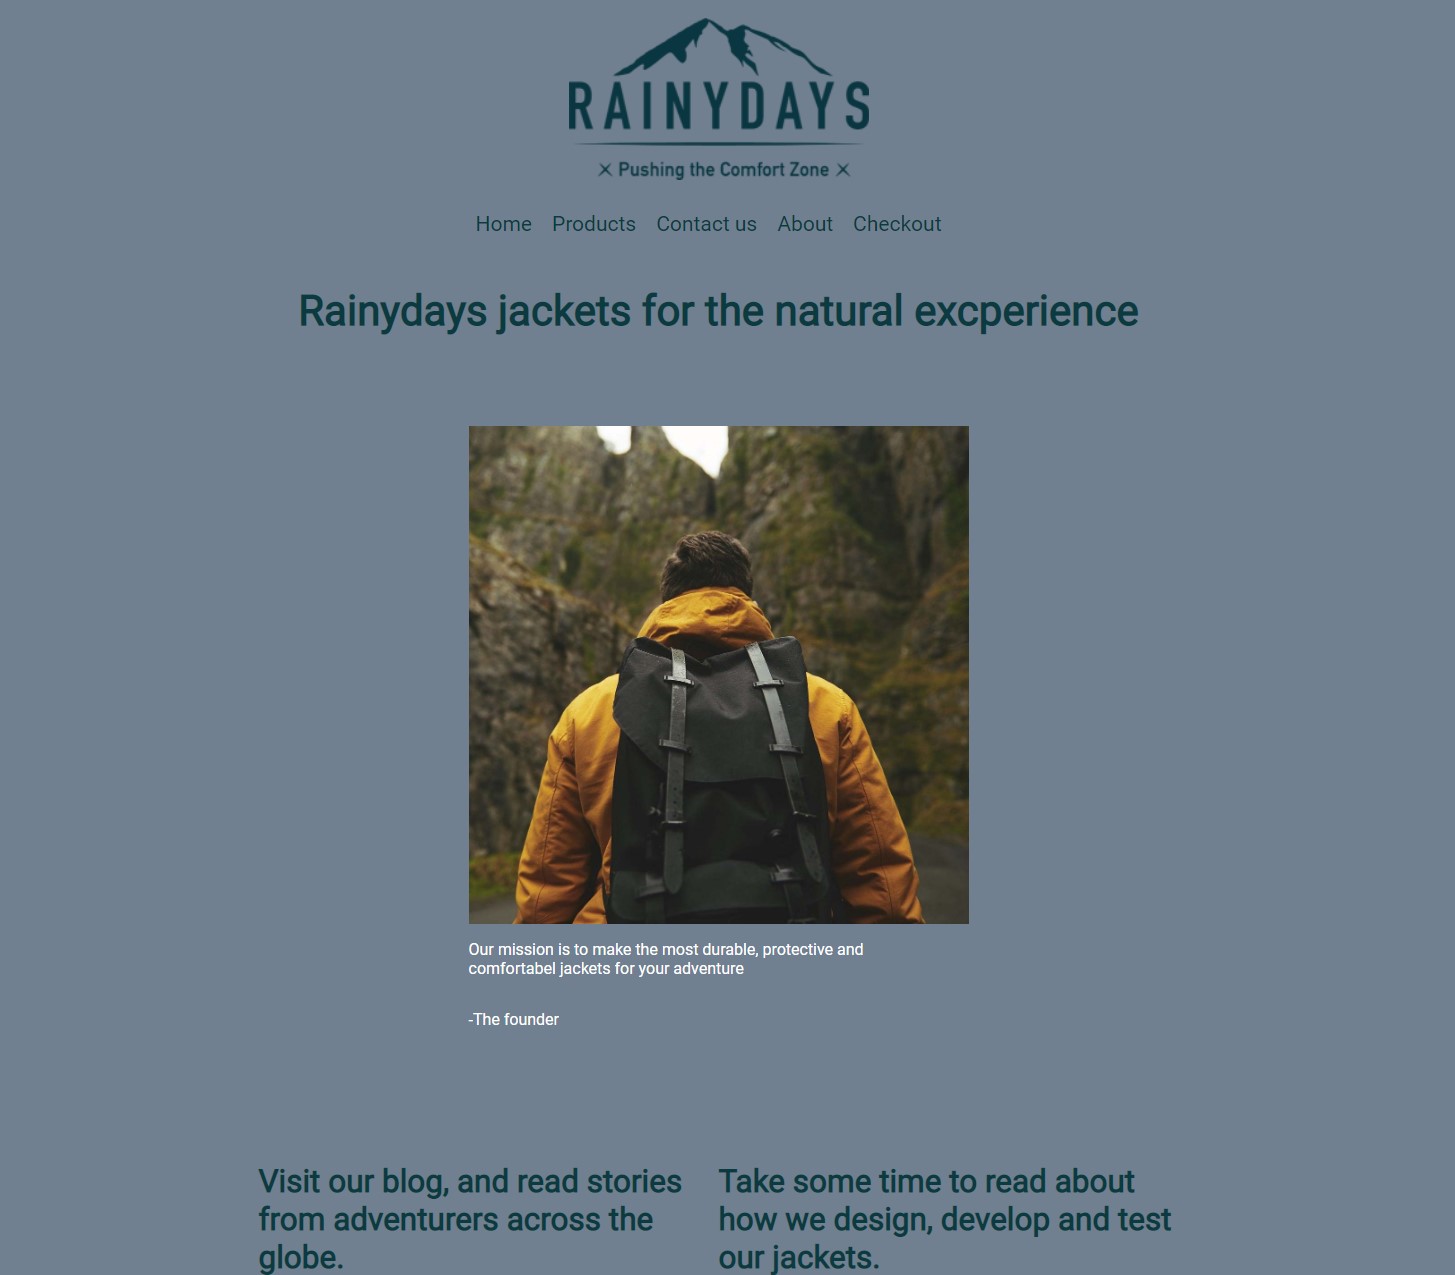 RAINYDAYS
Pushing the Comfort Zone
Home Products Contact us About Checkout
Rainydays jackets for the natural excperience
Our mission is to make the most durable, protective and
comfortabel jackets for your adventure
-The founder
Visit our blog, and read stories
from adventurers across the
globe.
Take some time to read about
how we design, develop and test
our jackets.